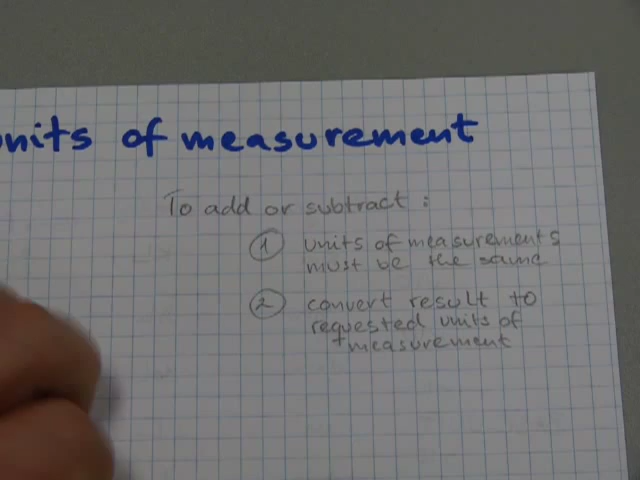 units of measurement
To add or subtract :
1 units of measurements
must be the same
2 convert result to
requested units of
measurement